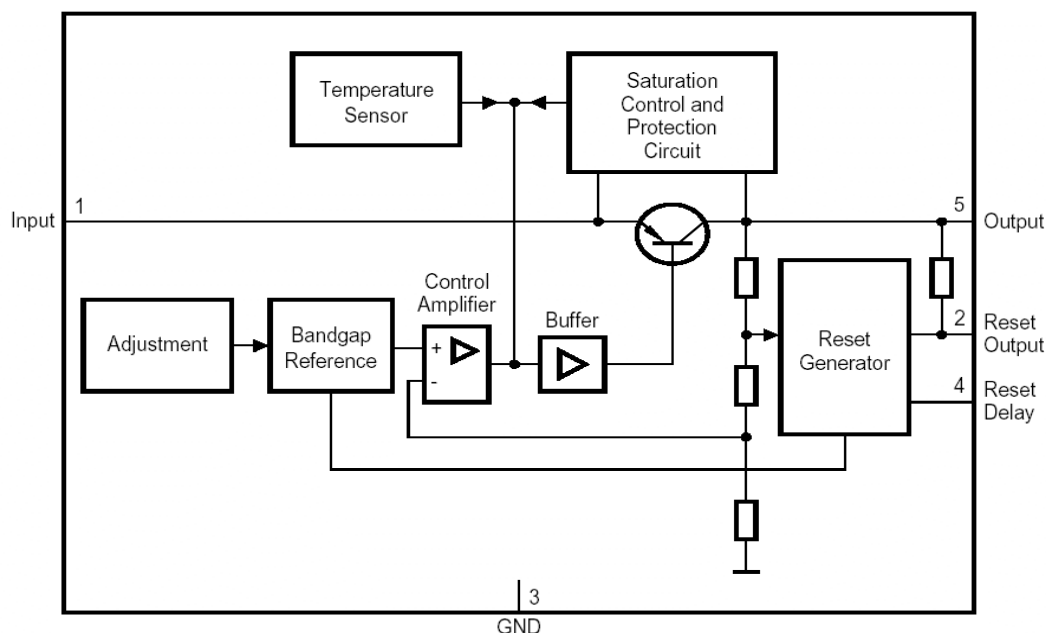 Temperature
Sensor
Saturation
Control and
Protection
Circuit
Input
1
5
Output
Control
Amplifier
Buffer
Adjustment
Bandgap
Reference
+
-
Reset
Generator
2
Reset
Output
4
Reset
Delay
3
GND